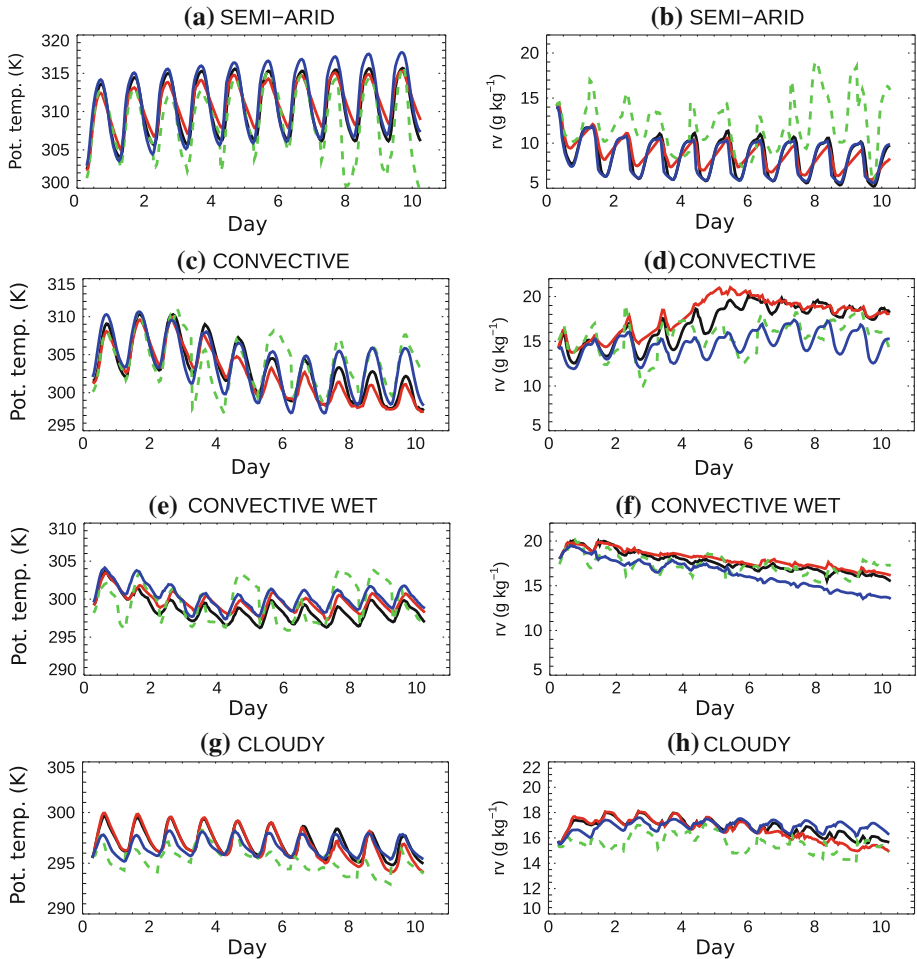 (a) SEMI−ARID
Pot. temp. (K)
320
315
310
305
300
0 2 4 6 8 10
Day
(b) SEMI−ARID
rv (g kg⁻¹)
20
15
10
5
0 2 4 6 8 10
Day
(c) CONVECTIVE
Pot. temp. (K)
315
310
305
300
295
0 2 4 6 8 10
Day
(d) CONVECTIVE
rv (g kg⁻¹)
20
15
10
5
0 2 4 6 8 10
Day
(e) CONVECTIVE WET
Pot. temp. (K)
310
305
300
295
290
0 2 4 6 8 10
Day
(f) CONVECTIVE WET
rv (g kg⁻¹)
20
15
10
5
0 2 4 6 8 10
Day
(g) CLOUDY
Pot. temp. (K)
305
300
295
290
0 2 4 6 8 10
Day
(h) CLOUDY
rv (g kg⁻¹)
22
20
18
16
14
12
10
0 2 4 6 8 10
Day